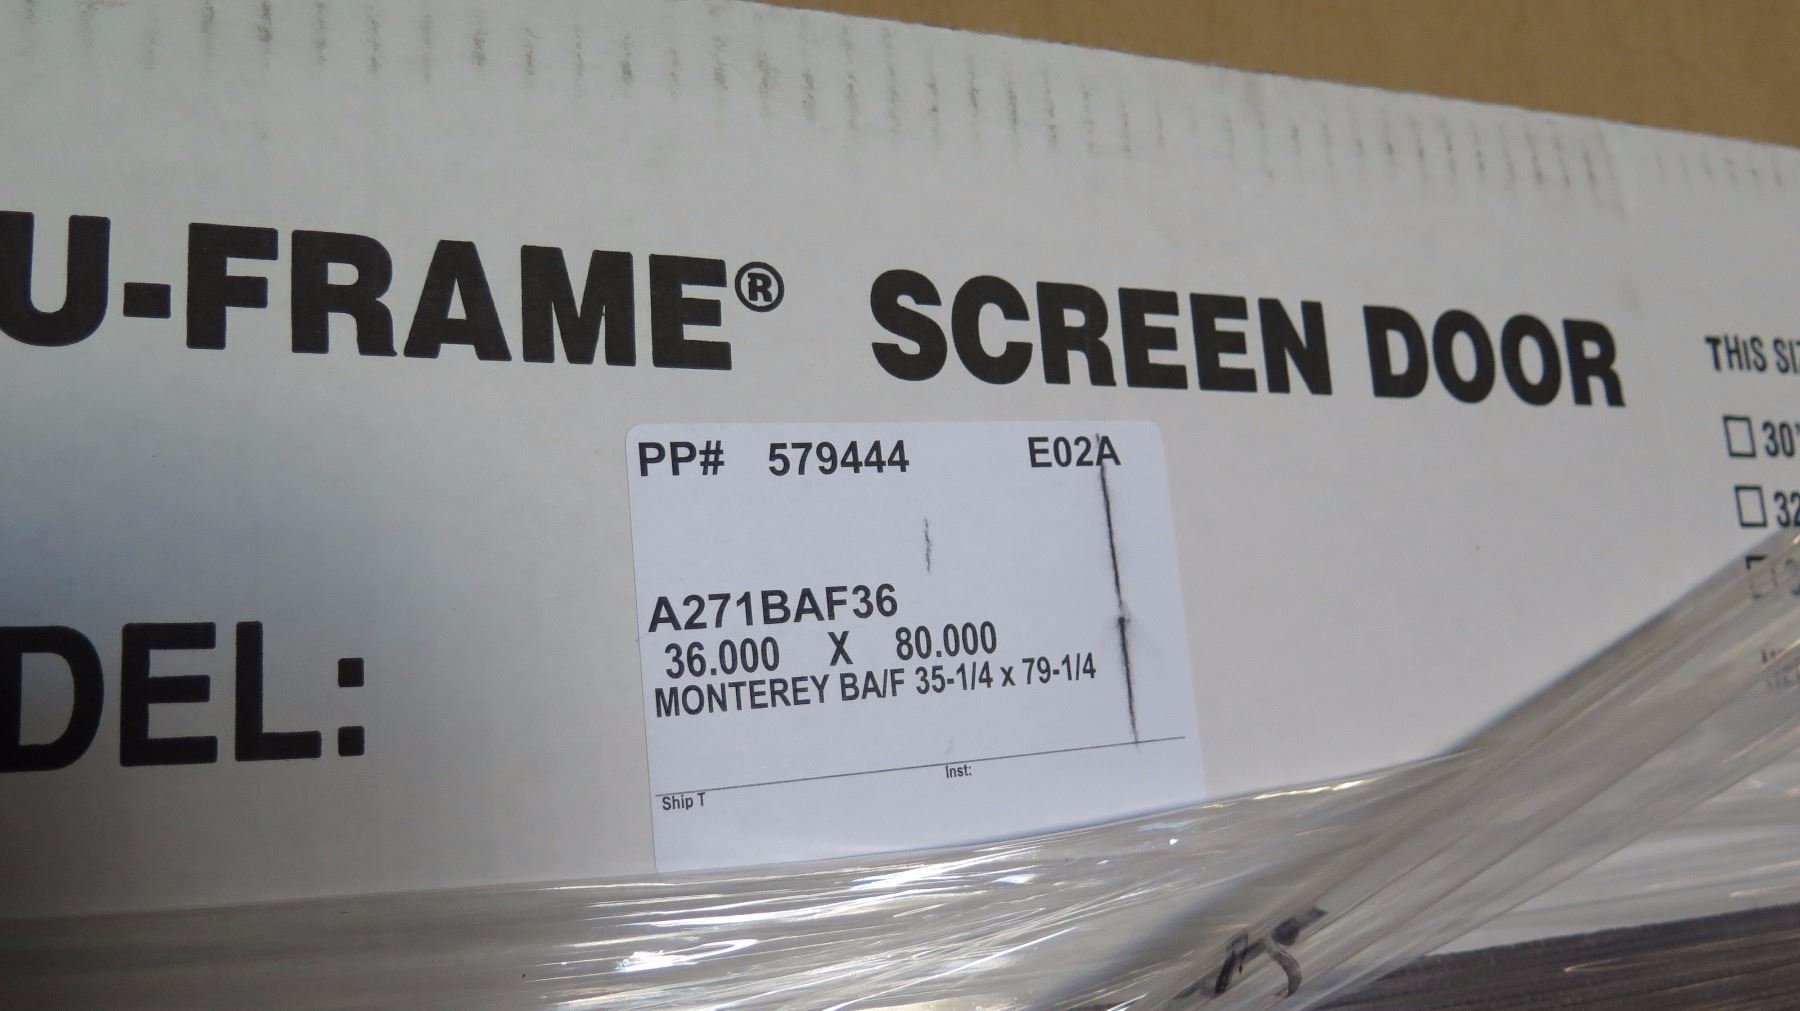 U-FRAME® SCREEN DOOR
THIS
30"
32
PP# 579444 E02A
A271BAF36
36.000 X 80.000
MONTEREY BA/F 35-1/4 x 79-1/4
Inst:
Ship T
DEL: